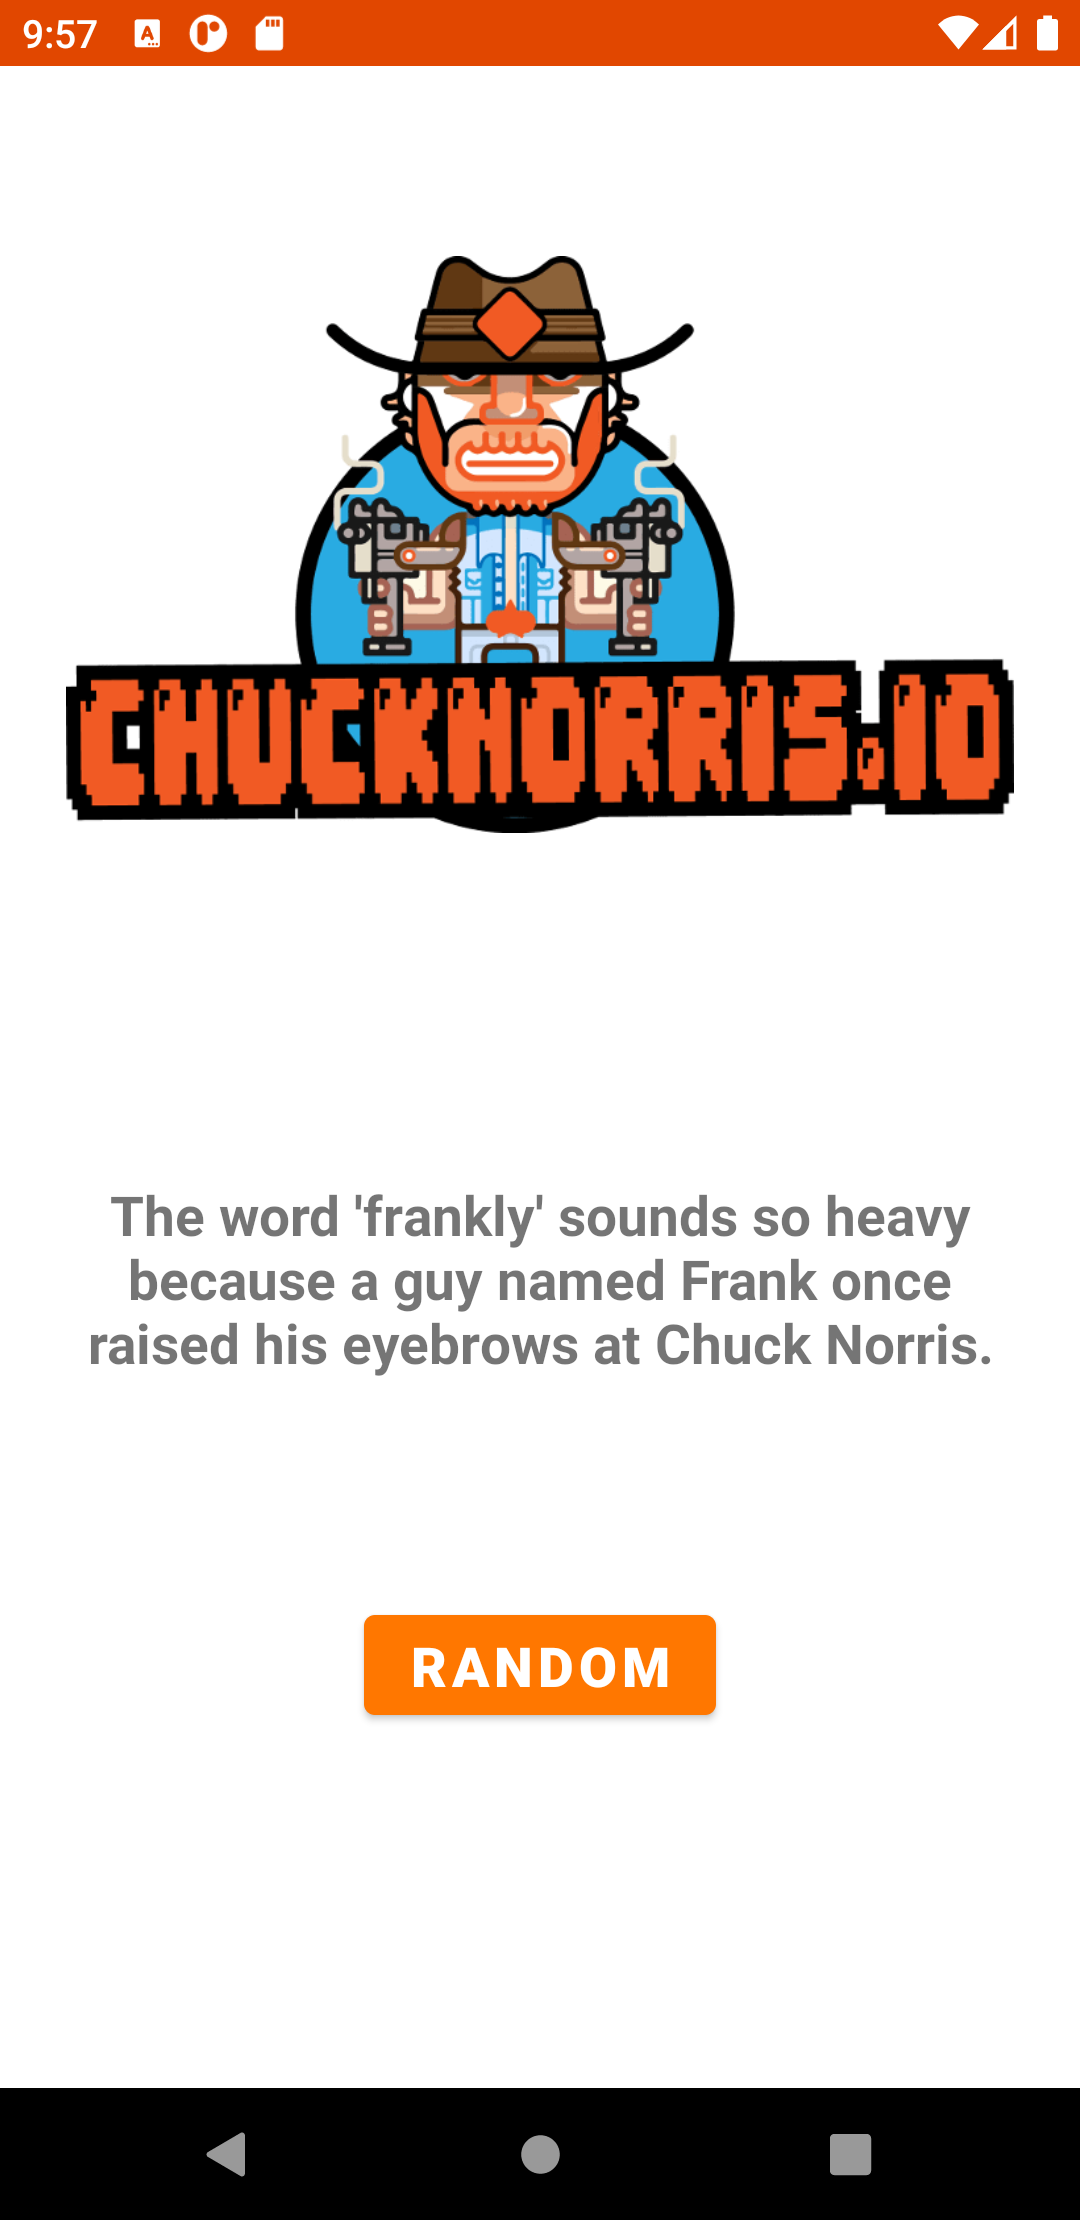 9:57
CHUCKNORRIS.IO
The word 'frankly' sounds so heavy
because a guy named Frank once
raised his eyebrows at Chuck Norris.
RANDOM